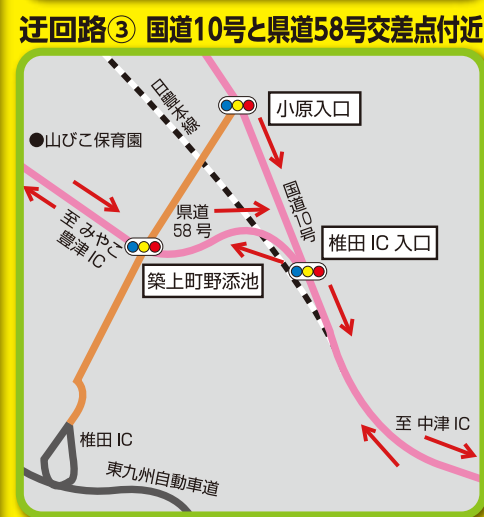 迂回路③ 国道10号と県道58号交差点付近
日豊本線
小原入口
●山びこ保育園
国道10号
県道
58号
至 みやこ
豊津IC
椎田 IC 入口
築上町野添池
至 中津 IC
椎田 IC
東九州自動車道